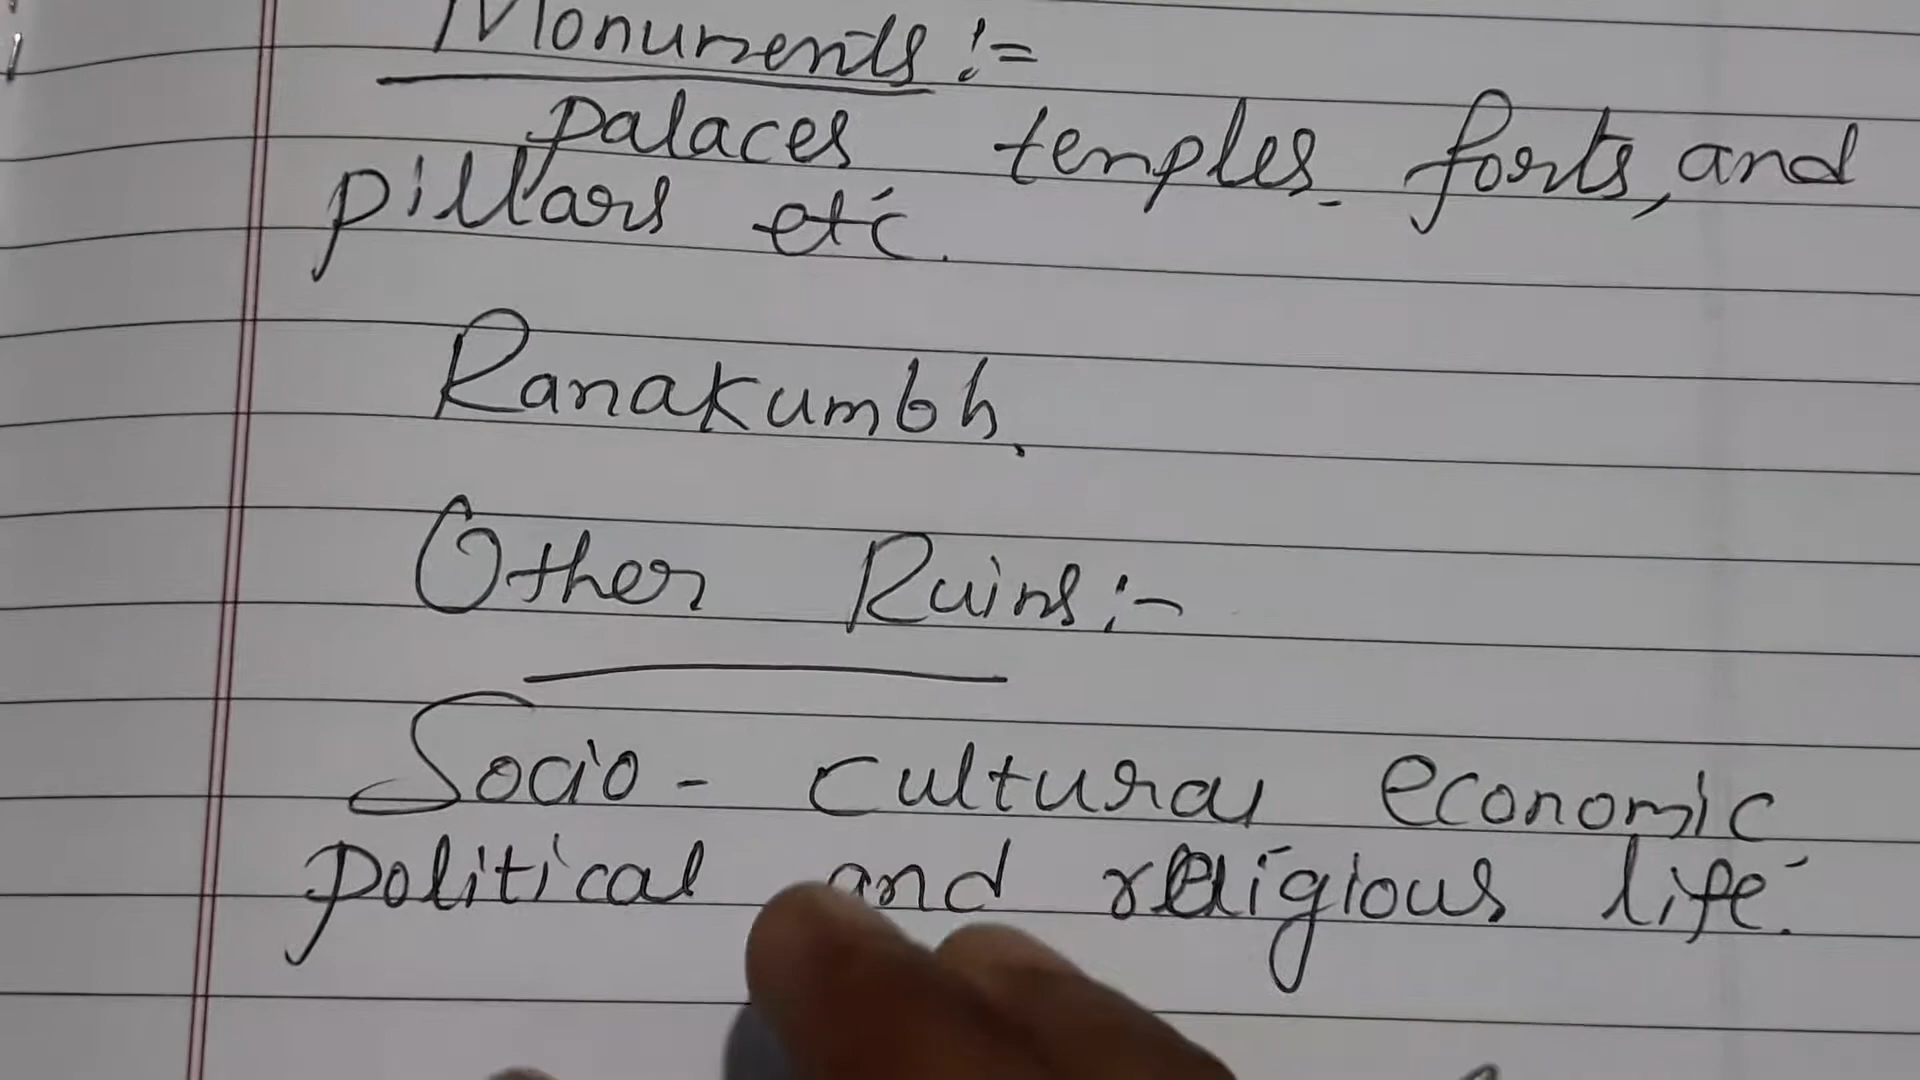 Monuments :=
palaces temples. forts, and
pillars etc.
Ranakumbh.
Other Ruins :-
Socio - cultural economic
political and religious life.